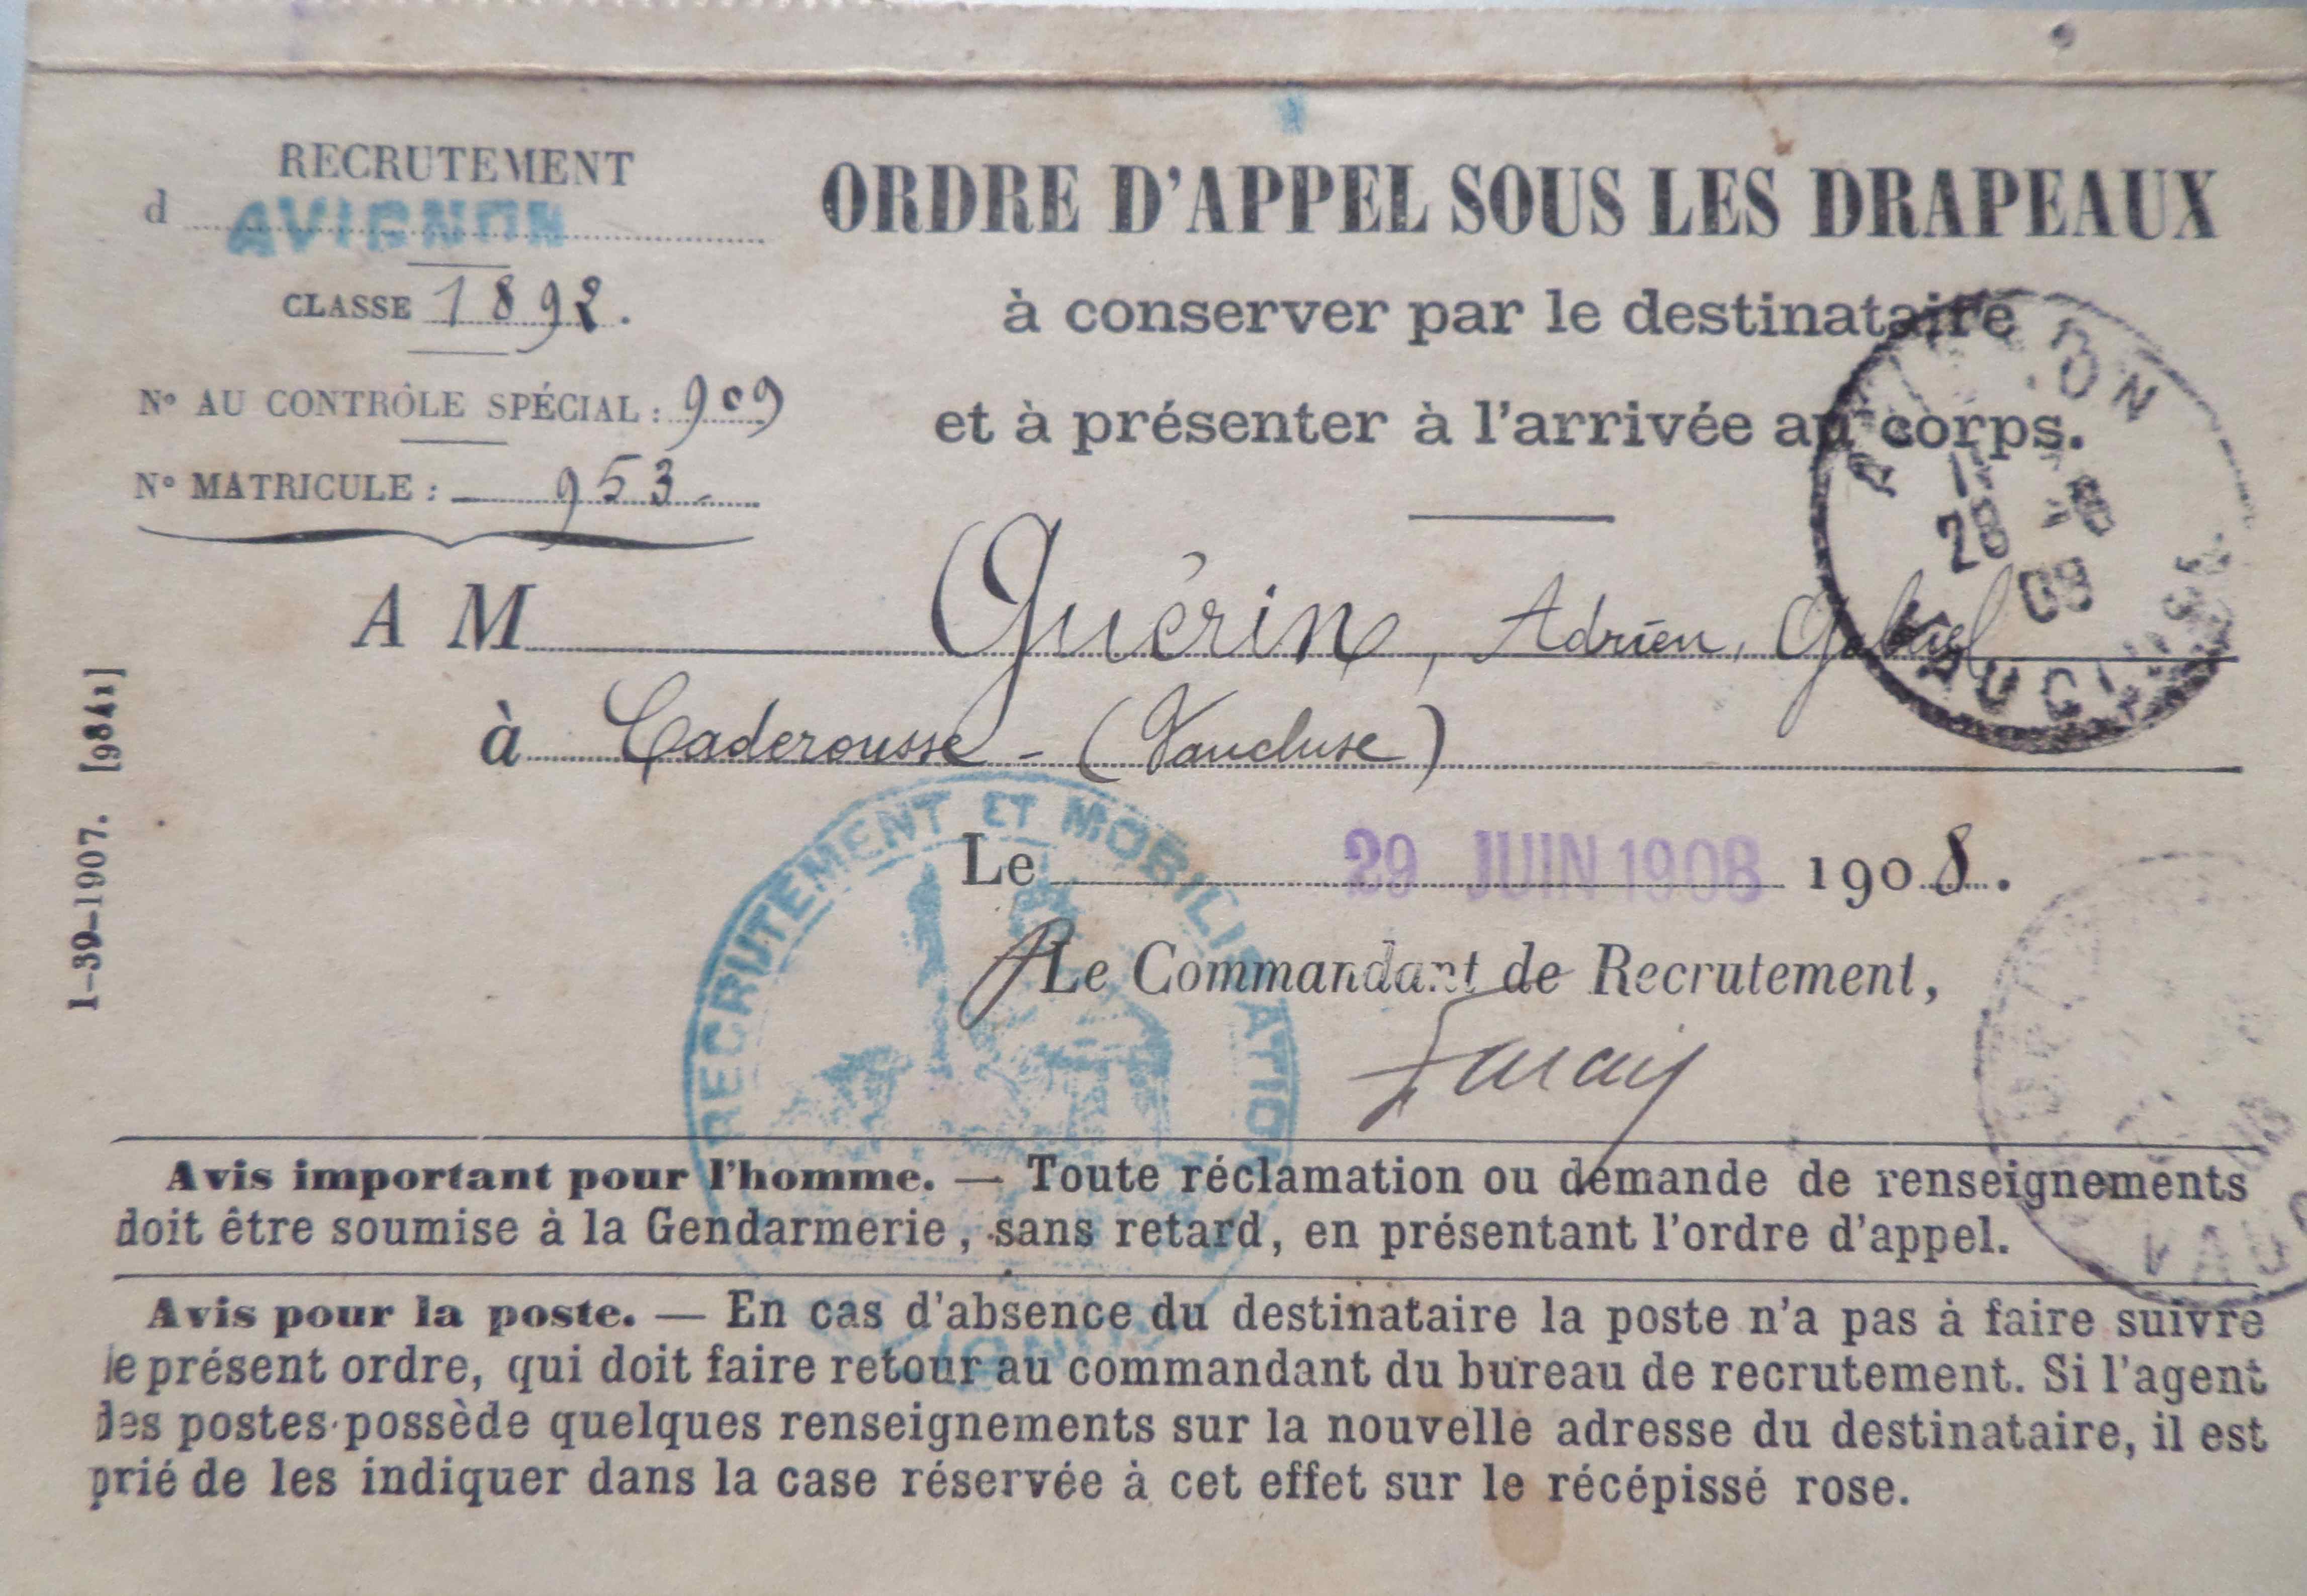 RECRUTEMENT
d AVIGNON
CLASSE 1892.
N° AU CONTRÔLE SPÉCIAL : 909
N° MATRICULE : 953
ORDRE D'APPEL SOUS LES DRAPEAUX
à conserver par le destinataire
et à présenter à l'arrivée au corps.
A M Guérin, Adrien, Gabriel
à Caderousse - (Vaucluse)
Le 29 JUIN 1908 1908.
Le Commandant de Recrutement,
RECRUTEMENT ET MOBILISATION
VAUCLUSE
1-39-1907. [9841]
Avis important pour l'homme. — Toute réclamation ou demande de renseignements
doit être soumise à la Gendarmerie, sans retard, en présentant l'ordre d'appel.
Avis pour la poste. — En cas d'absence du destinataire la poste n'a pas à faire suivre
le présent ordre, qui doit faire retour au commandant du bureau de recrutement. Si l'agent
des postes possède quelques renseignements sur la nouvelle adresse du destinataire, il est
prié de les indiquer dans la case réservée à cet effet sur le récépissé rose.